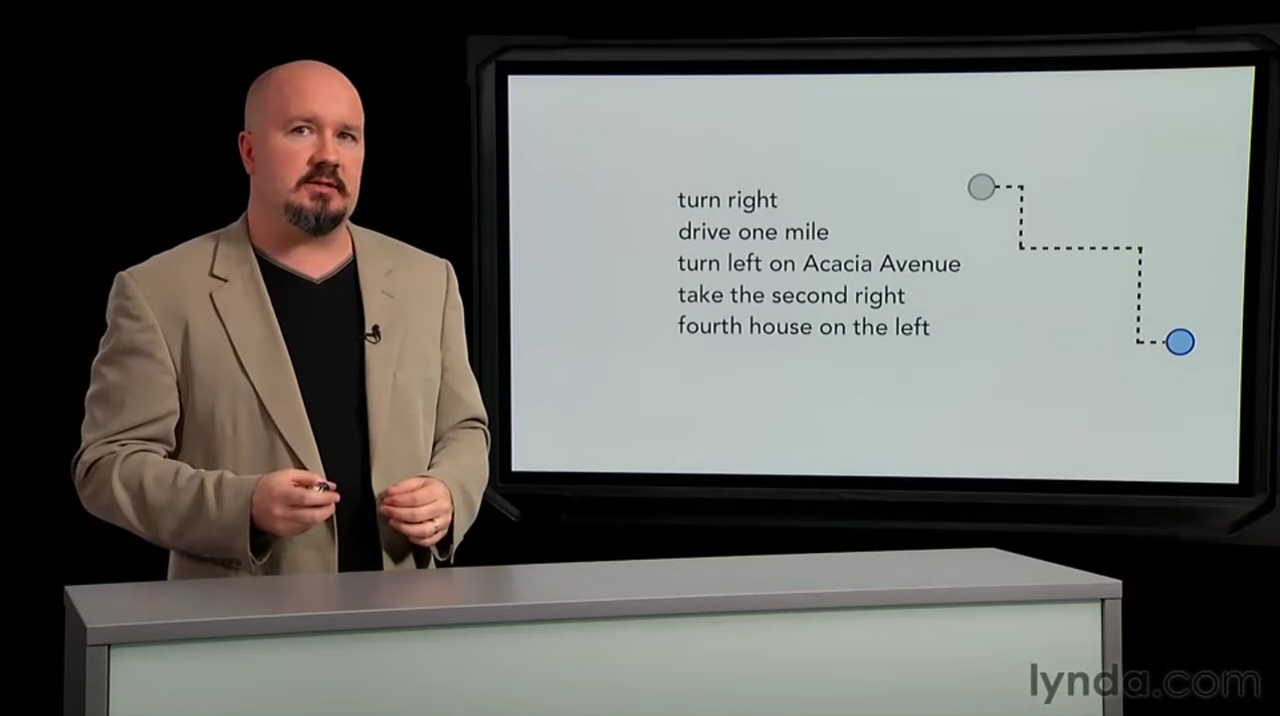 turn right
drive one mile
turn left on Acacia Avenue
take the second right
fourth house on the left
lynda.com